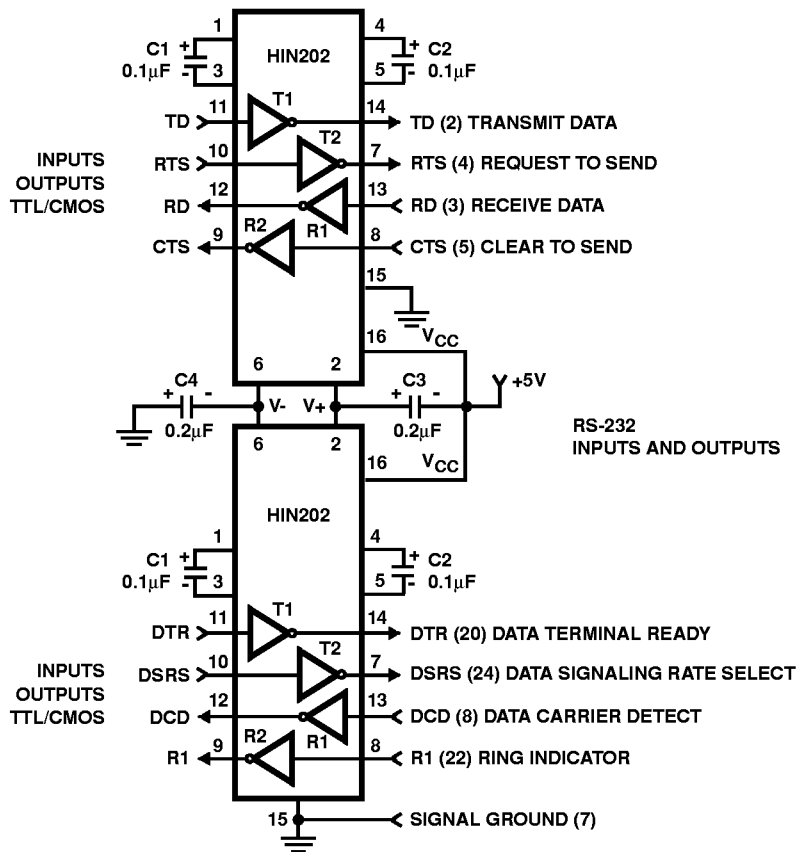 1 HIN202 4
C1 + + C2
0.1μF - 3 5 - 0.1μF
T1
TD 11 14 TD (2) TRANSMIT DATA
T2
INPUTS
OUTPUTS
TTL/CMOS
RTS 10 7 RTS (4) REQUEST TO SEND
RD 12 13 RD (3) RECEIVE DATA
R2 R1
CTS 9 8 CTS (5) CLEAR TO SEND
15
16 VCC
6 2
C4 C3 +5V
+ - V- V+ + -
0.2μF 0.2μF
RS-232
INPUTS AND OUTPUTS
6 2
16 VCC
HIN202
1 4
C1 + + C2
0.1μF - 3 5 - 0.1μF
T1
DTR 11 14 DTR (20) DATA TERMINAL READY
T2
INPUTS
OUTPUTS
TTL/CMOS
DSRS 10 7 DSRS (24) DATA SIGNALING RATE SELECT
DCD 12 13 DCD (8) DATA CARRIER DETECT
R2 R1
R1 9 8 R1 (22) RING INDICATOR
15 SIGNAL GROUND (7)